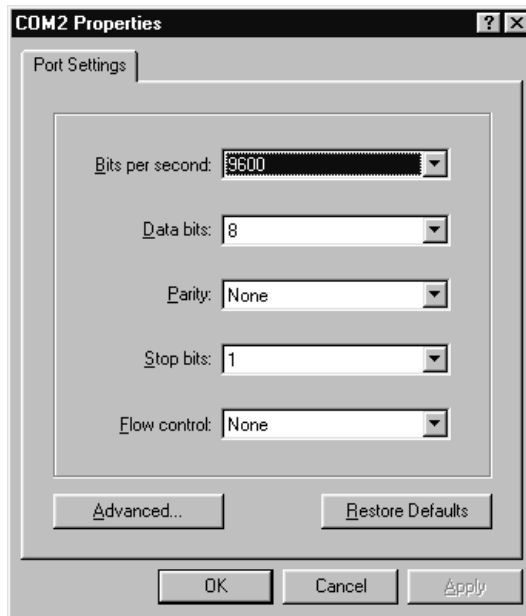 COM2 Properties
Port Settings
Bits per second: 9600
Data bits: 8
Parity: None
Stop bits: 1
Flow control: None
Advanced... Restore Defaults
OK Cancel Apply